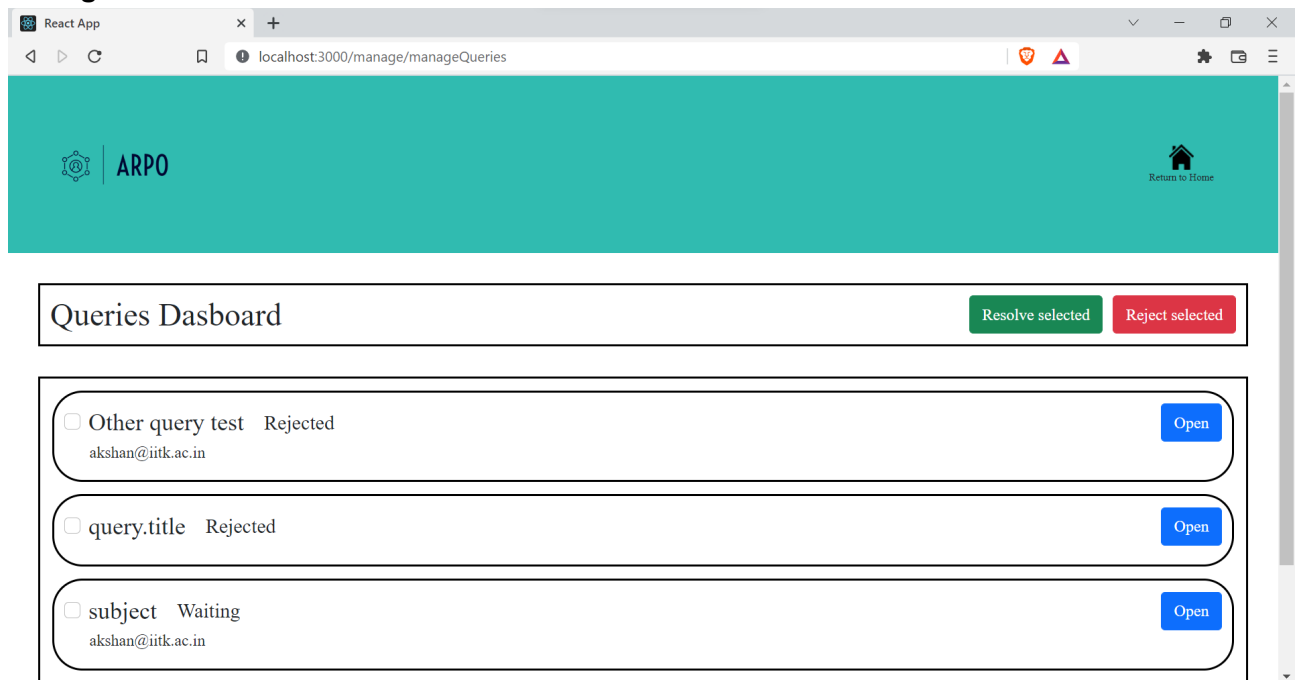 React App
localhost:3000/manage/manageQueries
ARPO
Return to Home
Queries Dasboard
Resolve selected
Reject selected
Other query test Rejected
Open
akshan@iitk.ac.in
query.title Rejected
Open
subject Waiting
Open
akshan@iitk.ac.in